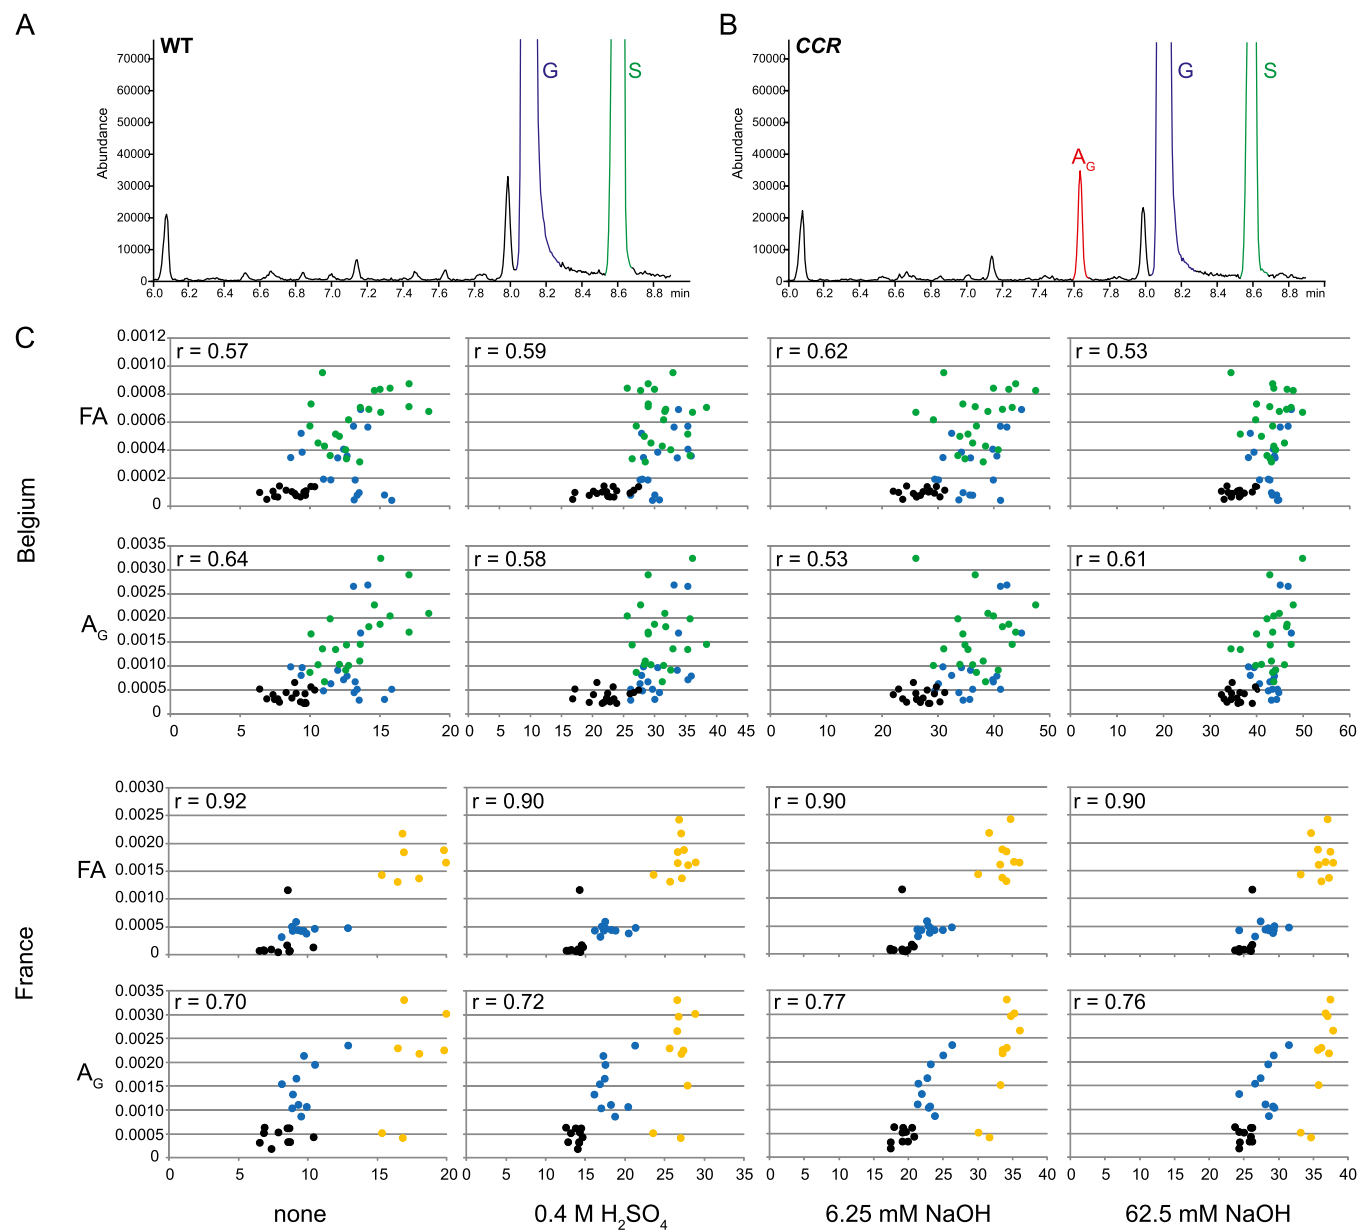 A
WT
G
S
70000
60000
50000
40000
30000
20000
10000
0
Abundance
6.0 6.2 6.4 6.6 6.8 7.0 7.2 7.4 7.6 7.8 8.0 8.2 8.4 8.6 8.8 min
B
CCR
A_G
G
S
70000
60000
50000
40000
30000
20000
10000
0
Abundance
6.0 6.2 6.4 6.6 6.8 7.0 7.2 7.4 7.6 7.8 8.0 8.2 8.4 8.6 8.8 min
C
Belgium
FA
0.0012
0.0010
0.0008
0.0006
0.0004
0.0002
0
r = 0.57
r = 0.59
r = 0.62
r = 0.53
A_G
0.0035
0.0030
0.0025
0.0020
0.0015
0.0010
0.0005
0
r = 0.64
r = 0.58
r = 0.53
r = 0.61
0 5 10 15 20
0 5 10 15 20 25 30 35 40 45
0 10 20 30 40 50
0 10 20 30 40 50 60
France
FA
0.0030
0.0025
0.0020
0.0015
0.0010
0.0005
0
r = 0.92
r = 0.90
r = 0.90
r = 0.90
A_G
0.0035
0.0030
0.0025
0.0020
0.0015
0.0010
0.0005
0
r = 0.70
r = 0.72
r = 0.77
r = 0.76
0 5 10 15 20
0 5 10 15 20 25 30 35
0 5 10 15 20 25 30 35 40
0 5 10 15 20 25 30 35 40
none
0.4 M H₂SO₄
6.25 mM NaOH
62.5 mM NaOH